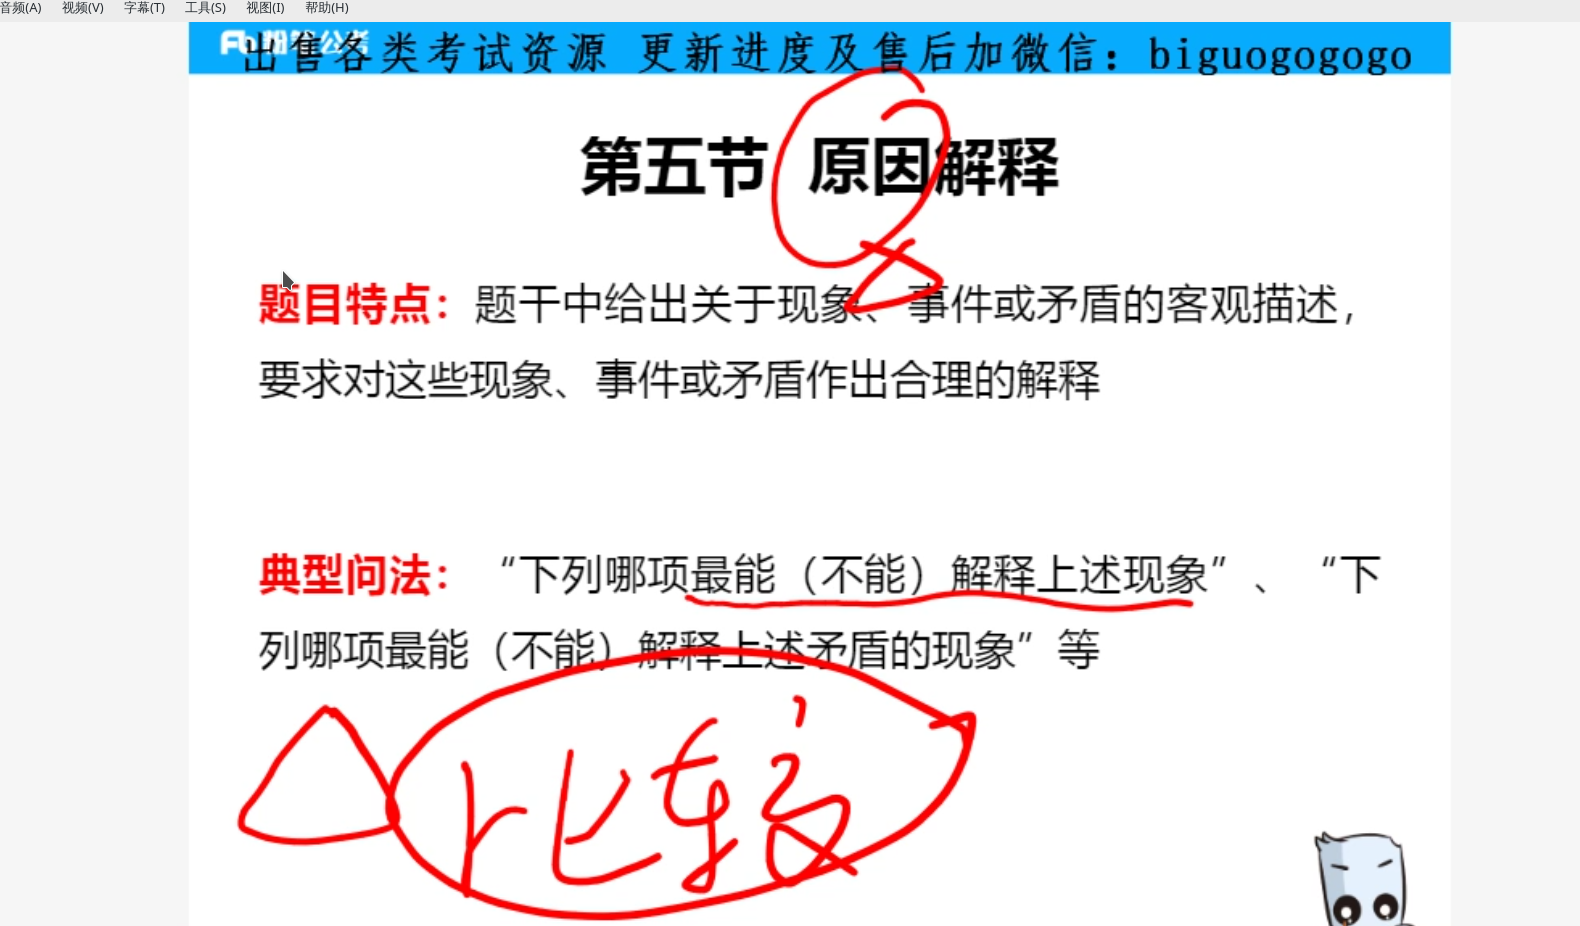 音频(A) 视频(V) 字幕(T) 工具(S) 视图(I) 帮助(H)
出售各类考试资源 更新进度及售后加微信：biguogogogo
第五节 原因解释
题目特点：题干中给出关于现象、事件或矛盾的客观描述，
要求对这些现象、事件或矛盾作出合理的解释
典型问法：“下列哪项最能（不能）解释上述现象”、“下
列哪项最能（不能）解释上述矛盾的现象”等
比较